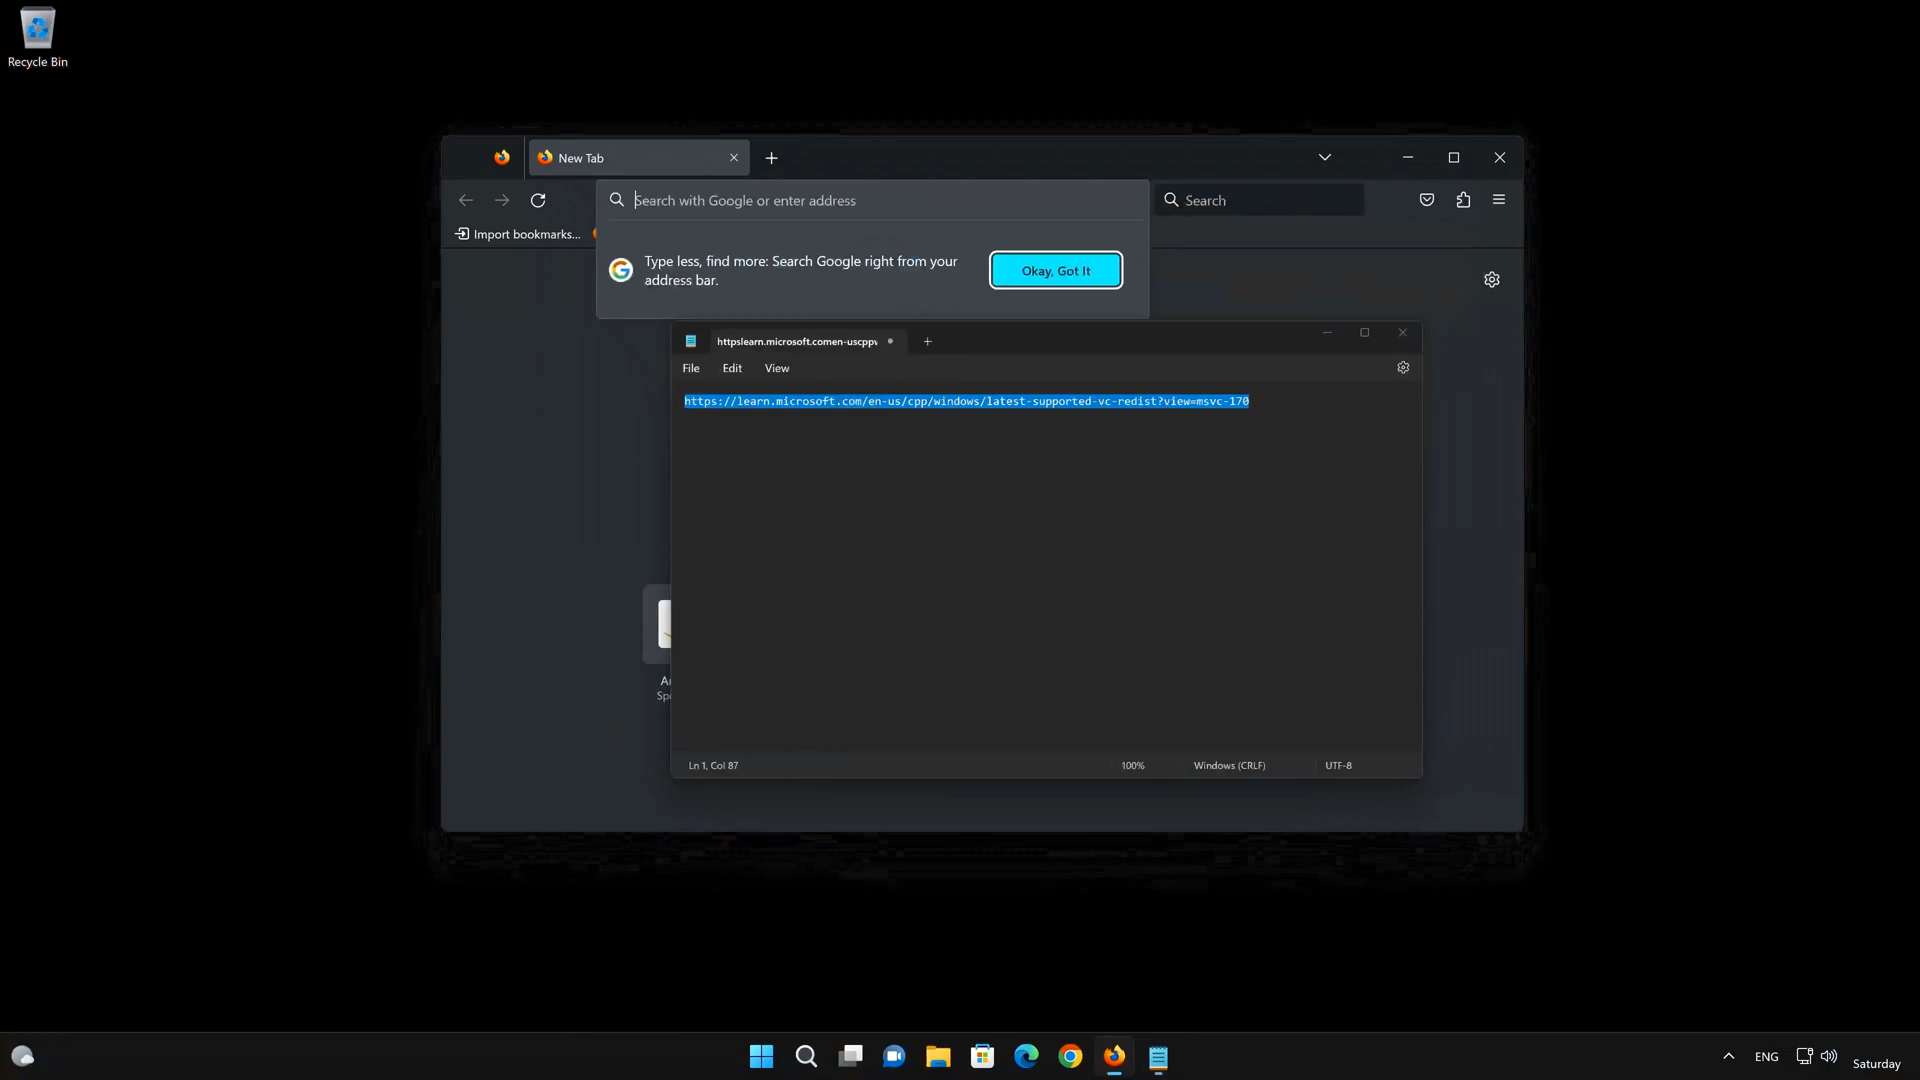 Recycle Bin
New Tab
Search with Google or enter address
Search
Import bookmarks...
Type less, find more: Search Google right from your
address bar.
Okay, Got It
httpslearn.microsoft.comen-uscppv
File Edit View
https://learn.microsoft.com/en-us/cpp/windows/latest-supported-vc-redist?view=msvc-170
Ln 1, Col 87 100% Windows (CRLF) UTF-8
ENG
Saturday